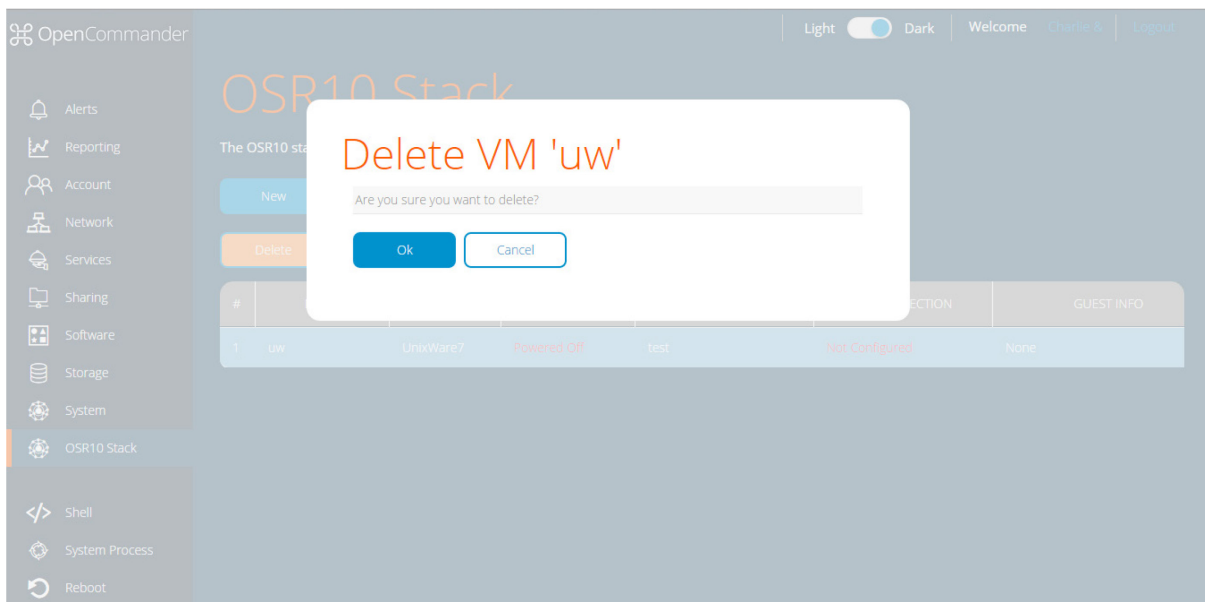 OpenCommander
Light Dark Welcome Charlie & Logout
OSR10 Stack
The OSR10 sta
Alerts
Reporting
Account
Network
Services
Sharing
Software
Storage
System
OSR10 Stack
Shell
System Process
Reboot
New
Delete
Delete VM 'uw'
Are you sure you want to delete?
Ok Cancel
# ECTION GUEST INFO
1 uw UnixWare7 Powered Off test Not Configured None